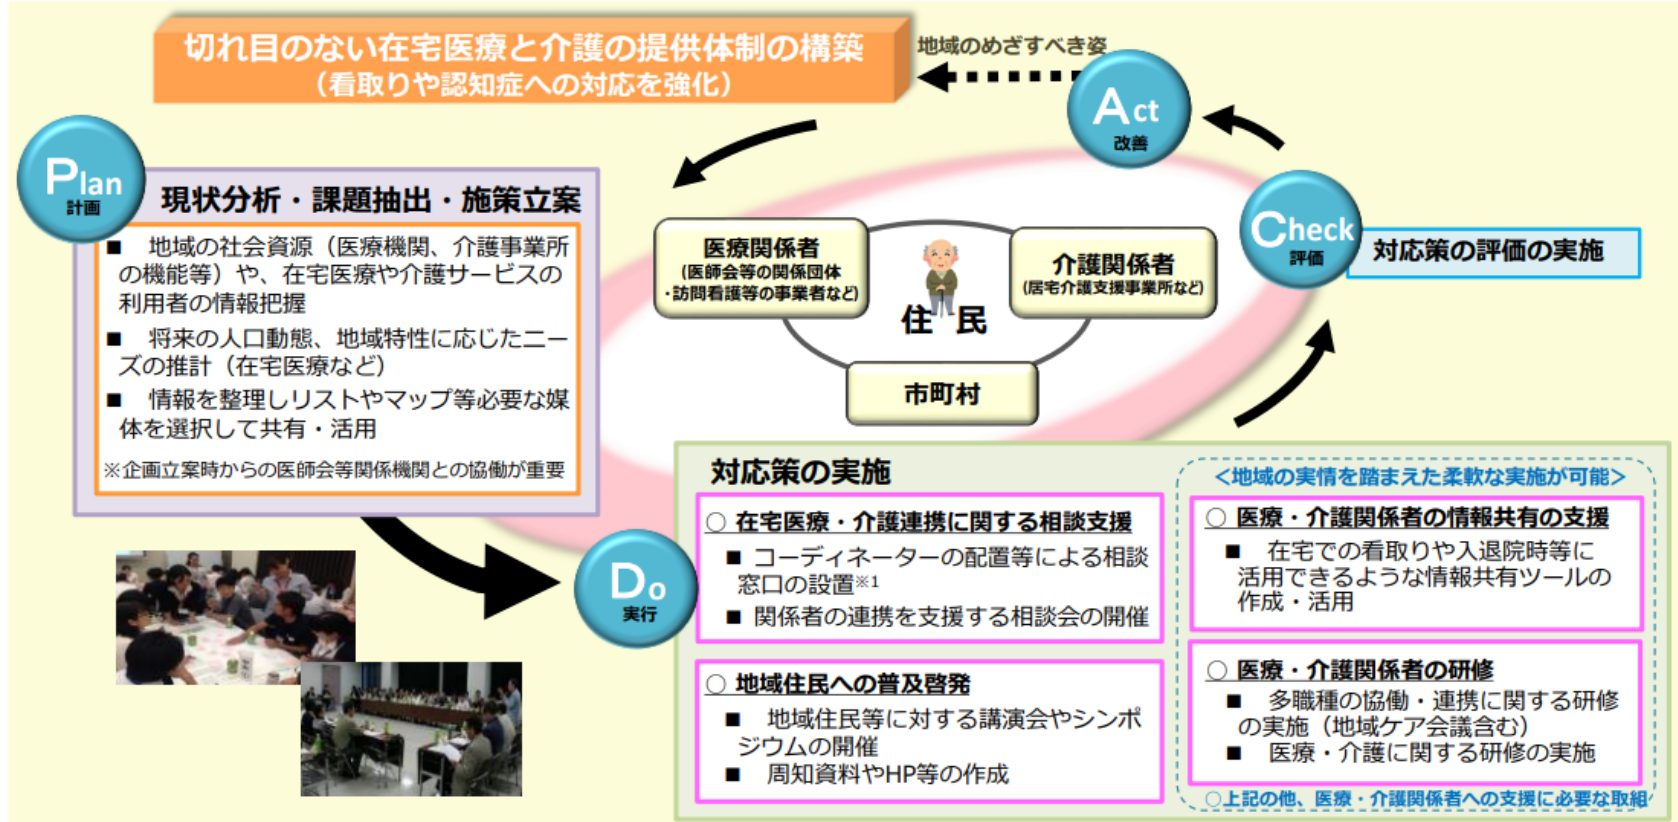 切れ目のない在宅医療と介護の提供体制の構築
（看取りや認知症への対応を強化）
地域のめざすべき姿
Act
改善
Plan
計画
現状分析・課題抽出・施策立案
■ 地域の社会資源（医療機関、介護事業所
の機能等）や、在宅医療や介護サービスの
利用者の情報把握
■ 将来の人口動態、地域特性に応じたニー
ズの推計（在宅医療など）
■ 情報を整理しリストやマップ等必要な媒
体を選択して共有・活用
※企画立案時からの医師会等関係機関との協働が重要
医療関係者
(医師会等の関係団体
・訪問看護等の事業者など)
介護関係者
(居宅介護支援事業所など)
住 民
市町村
Check
評価
対応策の評価の実施
Do
実行
対応策の実施
○ 在宅医療・介護連携に関する相談支援
■ コーディネーターの配置等による相談
窓口の設置※1
■ 関係者の連携を支援する相談会の開催
○ 地域住民への普及啓発
■ 地域住民等に対する講演会やシンポ
ジウムの開催
■ 周知資料やHP等の作成
＜地域の実情を踏まえた柔軟な実施が可能＞
○ 医療・介護関係者の情報共有の支援
■ 在宅での看取りや入退院時等に
活用できるような情報共有ツールの
作成・活用
○ 医療・介護関係者の研修
■ 多職種の協働・連携に関する研修
の実施（地域ケア会議含む）
■ 医療・介護に関する研修の実施
○上記の他、医療・介護関係者への支援に必要な取組